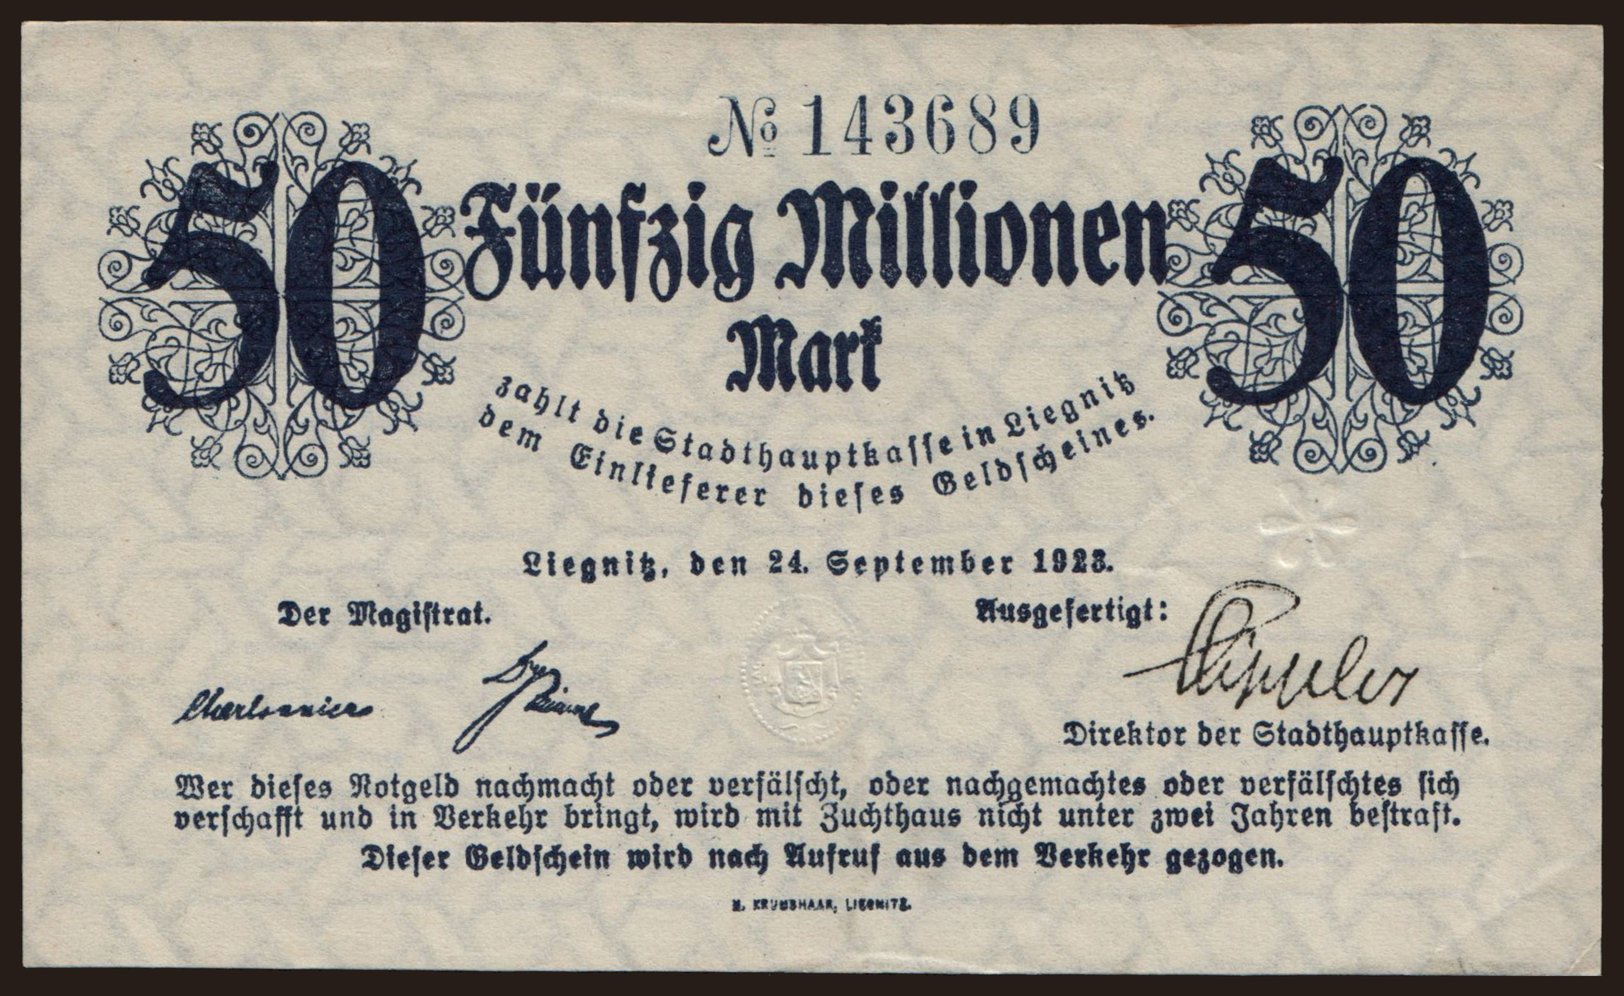 № 143689
50 Fünfzig Millionen 50
Mark
zahlt die Stadthauptkasse in Liegnitz
dem Einlieferer dieses Geldscheines.
Liegnitz, den 24. September 1923.
Der Magistrat. Ausgefertigt:
Direktor der Stadthauptkasse.
Wer dieses Notgeld nachmacht oder verfälscht, oder nachgemachtes oder verfälschtes sich
verschafft und in Verkehr bringt, wird mit Zuchthaus nicht unter zwei Jahren bestraft.
Dieser Geldschein wird nach Aufruf aus dem Verkehr gezogen.
KRUMBHAAR, LIEGNITZ.